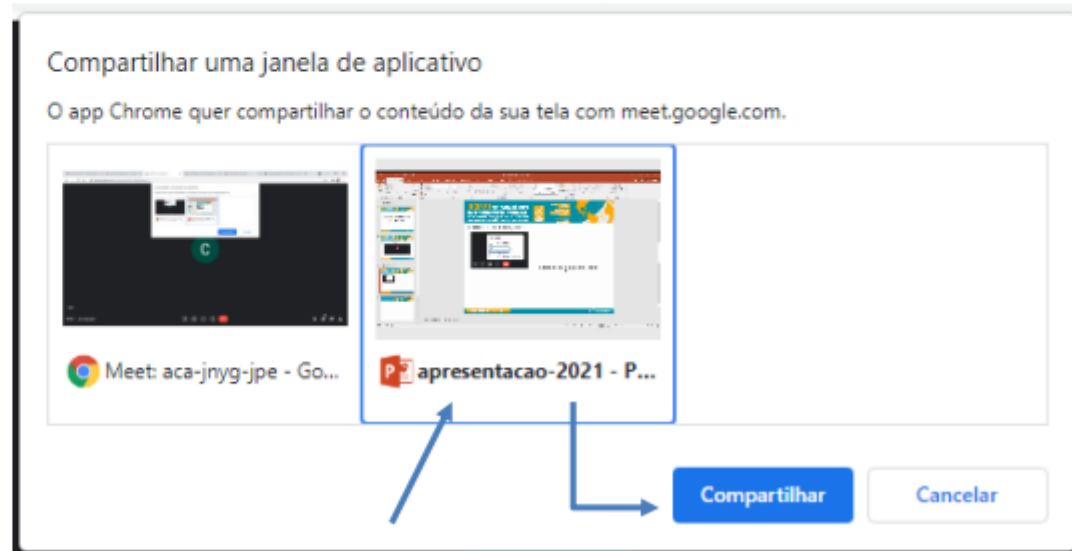 Compartilhar uma janela de aplicativo
O app Chrome quer compartilhar o conteúdo da sua tela com meet.google.com.
C
Meet: aca-jnyg-jpe - Go...
P
apresentacao-2021 - P...
Compartilhar
Cancelar